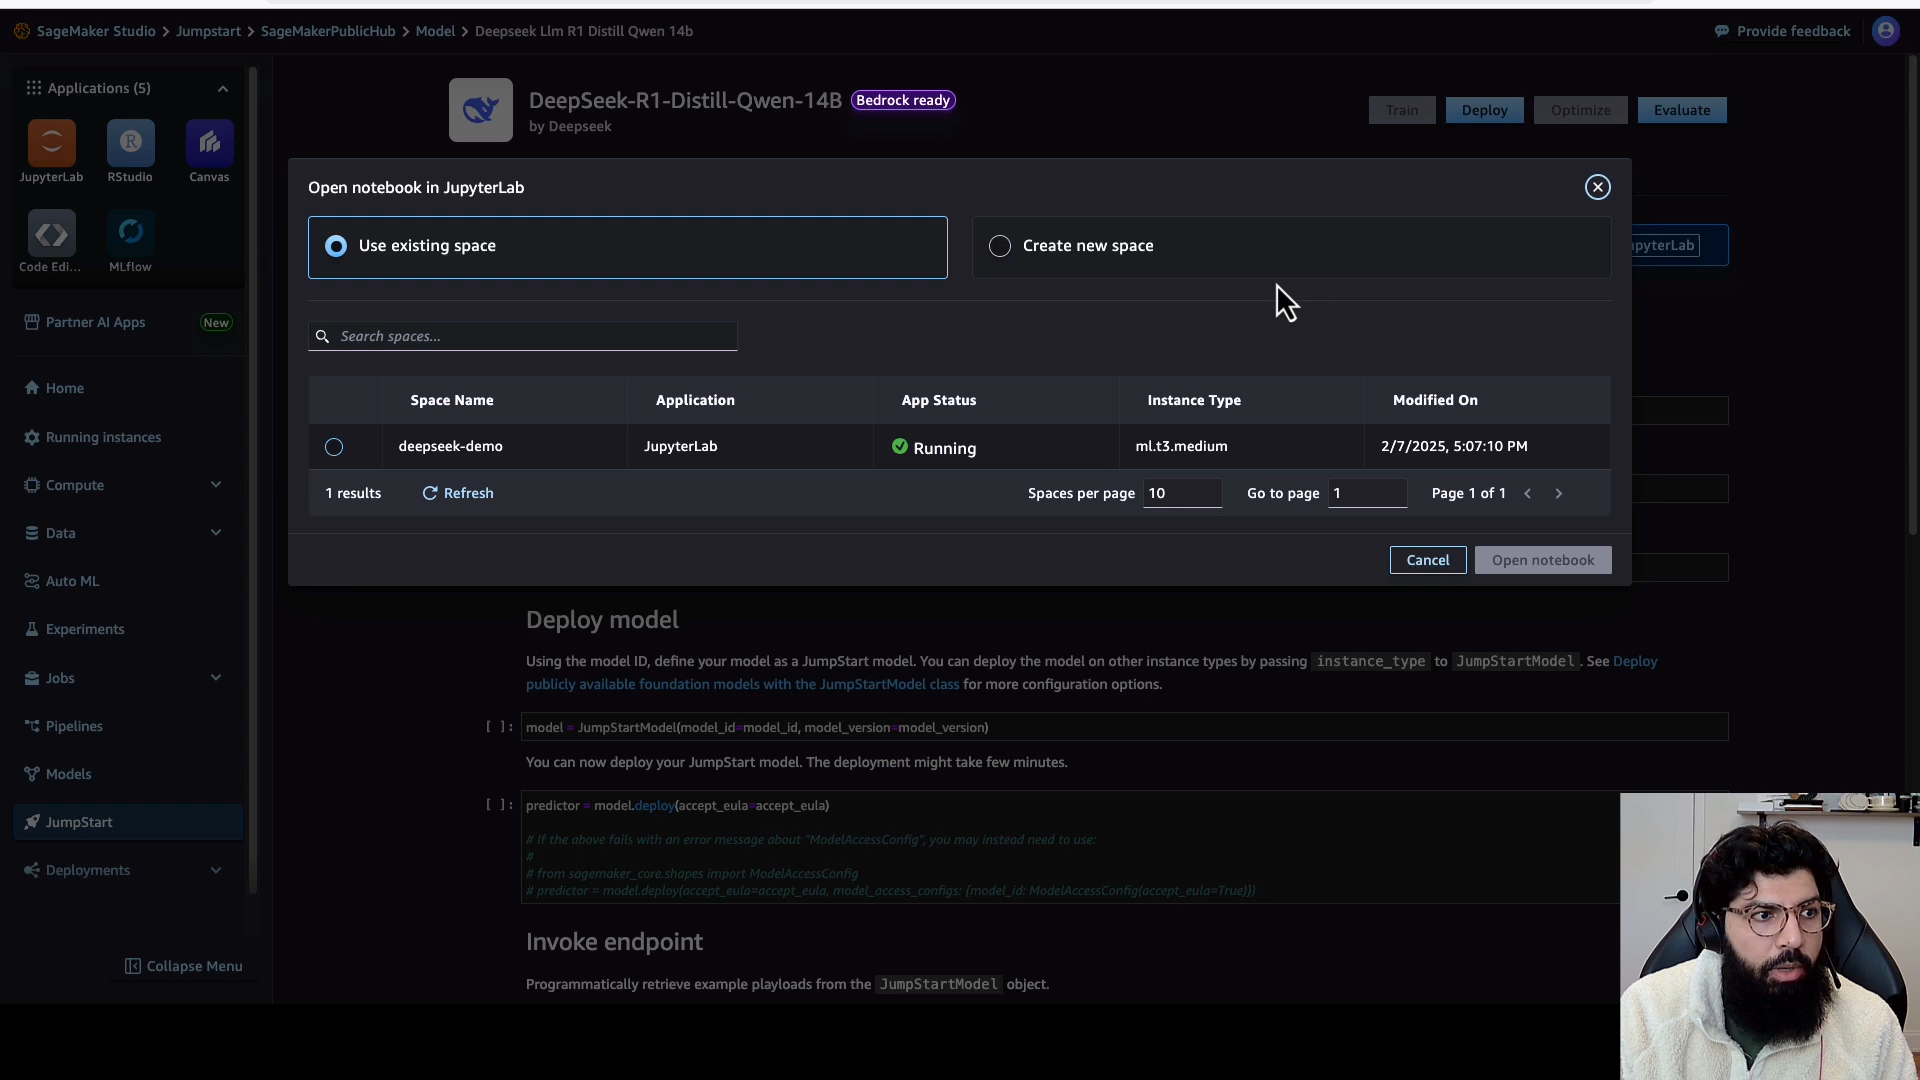 SageMaker Studio > Jumpstart > SageMakerPublicHub > Model > Deepseek Llm R1 Distill Qwen 14b
Provide feedback
Applications (5)
JupyterLab
RStudio
Canvas
Code Edi...
MLflow
Partner AI Apps
New
Home
Running instances
Compute
Data
Auto ML
Experiments
Jobs
Pipelines
Models
JumpStart
Deployments
Collapse Menu
DeepSeek-R1-Distill-Qwen-14B
Bedrock ready
by Deepseek
Train
Deploy
Optimize
Evaluate
Open notebook in JupyterLab
Use existing space
Create new space
pyterLab
Search spaces...
Space Name Application App Status Instance Type Modified On
deepseek-demo JupyterLab Running ml.t3.medium 2/7/2025, 5:07:10 PM
1 results Refresh Spaces per page 10 Go to page 1 Page 1 of 1 < >
Cancel
Open notebook
Deploy model
Using the model ID, define your model as a JumpStart model. You can deploy the model on other instance types by passing instance_type to JumpStartModel. See Deploy
publicly available foundation models with the JumpStartModel class for more configuration options.
[ ]: model = JumpStartModel(model_id=model_id, model_version=model_version)
You can now deploy your JumpStart model. The deployment might take few minutes.
[ ]: predictor = model.deploy(accept_eula=accept_eula)
# If the above fails with an error message about "ModelAccessConfig", you may instead need to use:
#
# from sagemaker_core.shapes import ModelAccessConfig
# predictor = model.deploy(accept_eula=accept_eula, model_access_configs: {model_id: ModelAccessConfig(accept_eula=True)})
Invoke endpoint
Programmatically retrieve example playloads from the JumpStartModel object.